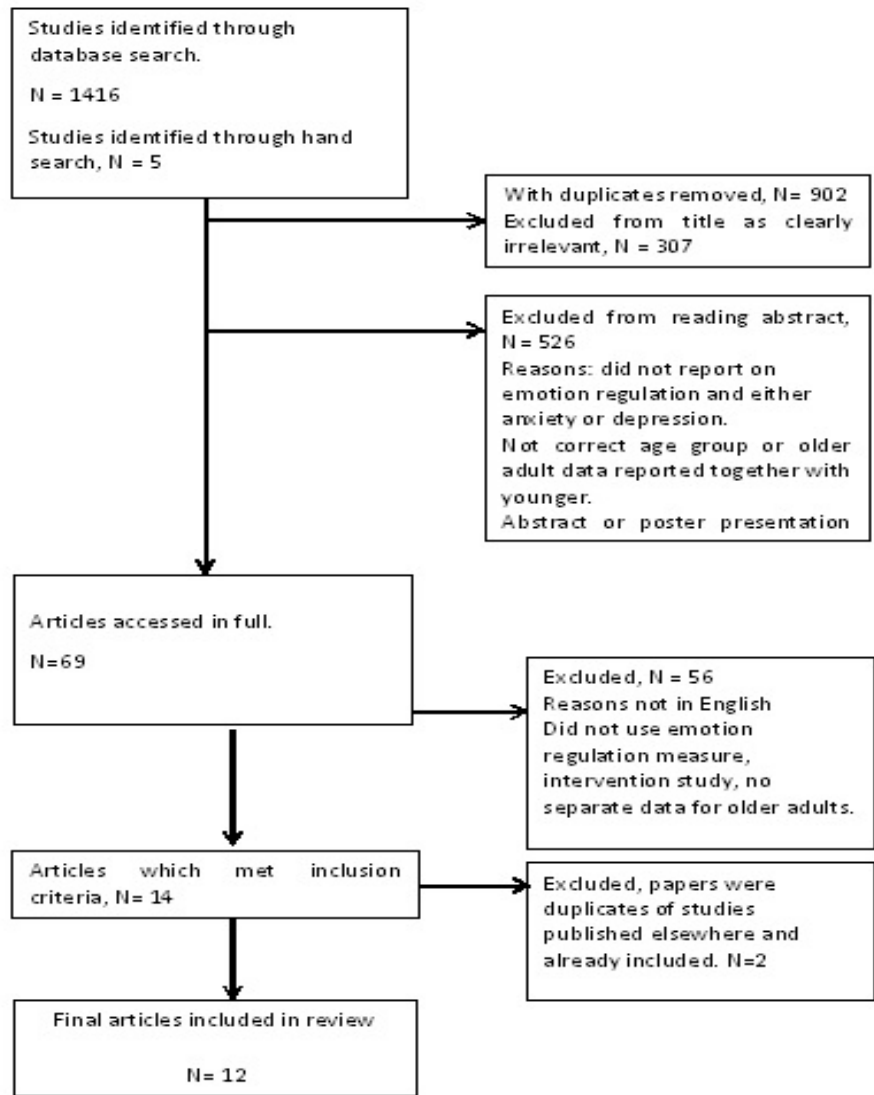 Studies identified through
database search.
N = 1416
Studies identified through hand
search, N = 5
With duplicates removed, N= 902
Excluded from title as clearly
irrelevant, N = 307
Excluded from reading abstract,
N= 526
Reasons: did not report on
emotion regulation and either
anxiety or depression.
Not correct age group or older
adult data reported together with
younger.
Abstract or poster presentation
Articles accessed in full.
N=69
Excluded, N = 56
Reasons not in English
Did not use emotion
regulation measure,
intervention study, no
separate data for older adults.
Articles which met inclusion
criteria, N= 14
Excluded, papers were
duplicates of studies
published elsewhere and
already included. N=2
Final articles included in review
N= 12